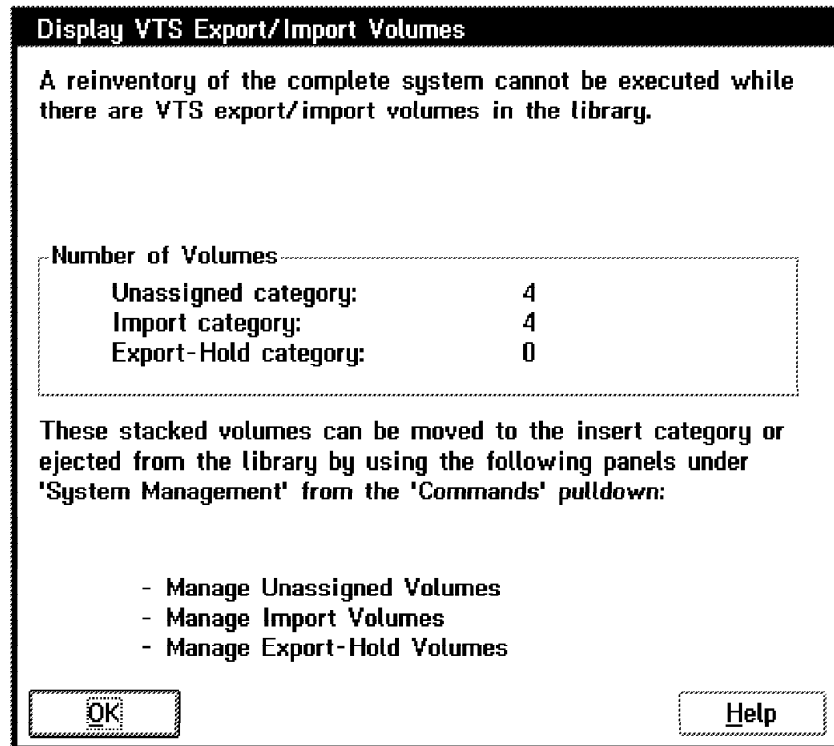 Display VTS Export/Import Volumes
A reinventory of the complete system cannot be executed while
there are VTS export/import volumes in the library.
Number of Volumes
Unassigned category: 4
Import category: 4
Export-Hold category: 0
These stacked volumes can be moved to the insert category or
ejected from the library by using the following panels under
'System Management' from the 'Commands' pulldown:
- Manage Unassigned Volumes
- Manage Import Volumes
- Manage Export-Hold Volumes
OK Help